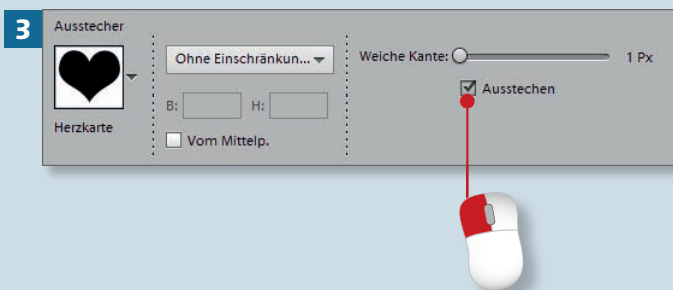 3
Ausstecher
Herzkarte
Ohne Einschränkun...
B: H:
Vom Mittelp.
Weiche Kante: 1 Px
Ausstechen